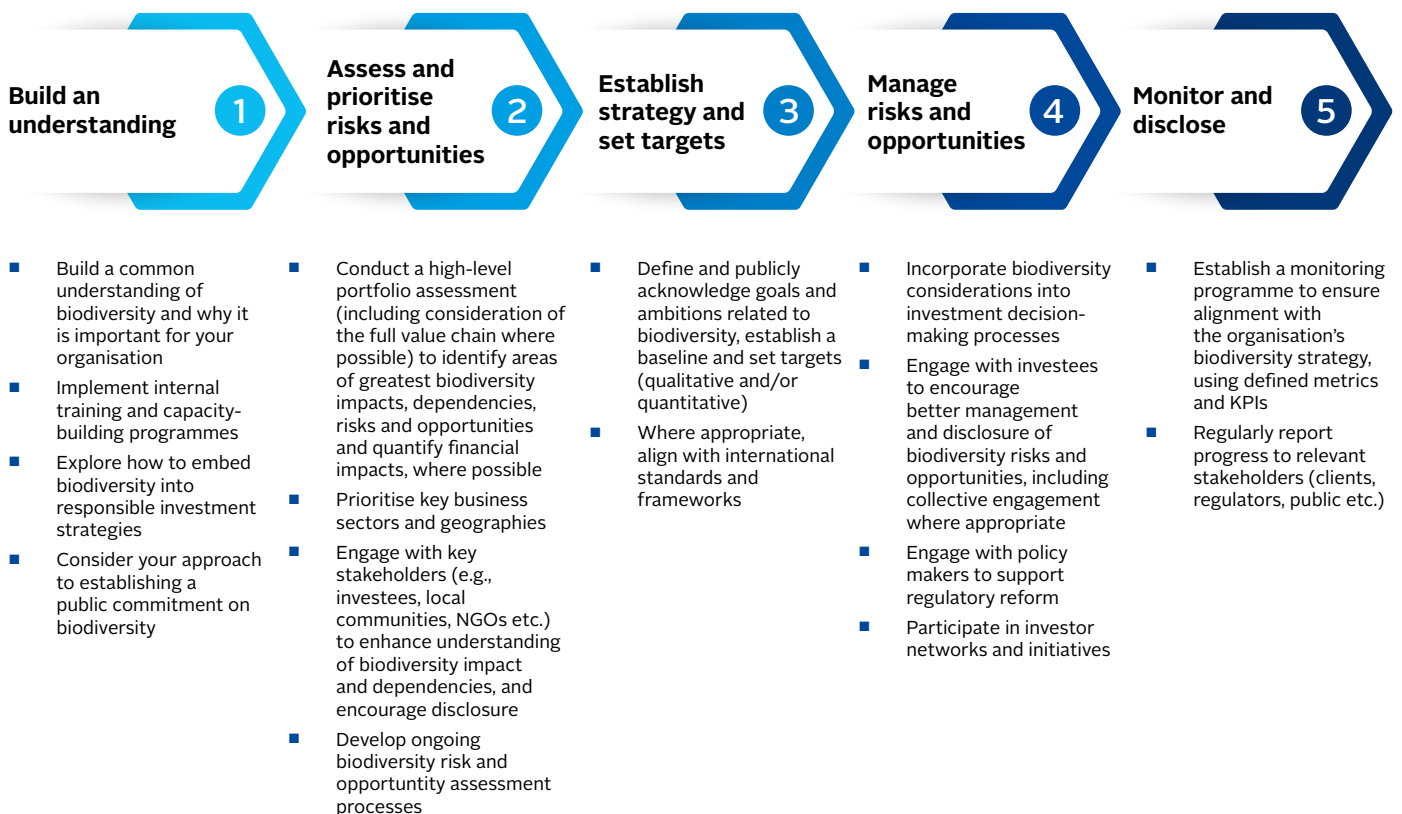 Build an
understanding
1
Assess and
prioritise
risks and
opportunities
2
Establish
strategy and
set targets
3
Manage
risks and
opportunities
4
Monitor and
disclose
5
■ Build a common
understanding of
biodiversity and why it
is important for your
organisation
■ Implement internal
training and capacity-
building programmes
■ Explore how to embed
biodiversity into
responsible investment
strategies
■ Consider your approach
to establishing a
public commitment on
biodiversity
■ Conduct a high-level
portfolio assessment
(including consideration of
the full value chain where
possible) to identify areas
of greatest biodiversity
impacts, dependencies,
risks and opportunities
and quantify financial
impacts, where possible
■ Prioritise key business
sectors and geographies
■ Engage with key
stakeholders (e.g.,
investees, local
communities, NGOs etc.)
to enhance understanding
of biodiversity impact
and dependencies, and
encourage disclosure
■ Develop ongoing
biodiversity risk and
opportuntity assessment
processes
■ Define and publicly
acknowledge goals and
ambitions related to
biodiversity, establish a
baseline and set targets
(qualitative and/or
quantitative)
■ Where appropriate,
align with international
standards and
frameworks
■ Incorporate biodiversity
considerations into
investment decision-
making processes
■ Engage with investees
to encourage
better management
and disclosure of
biodiversity risks and
opportunities, including
collective engagement
where appropriate
■ Engage with policy
makers to support
regulatory reform
■ Participate in investor
networks and initiatives
■ Establish a monitoring
programme to ensure
alignment with
the organisation’s
biodiversity strategy,
using defined metrics
and KPIs
■ Regularly report
progress to relevant
stakeholders (clients,
regulators, public etc.)